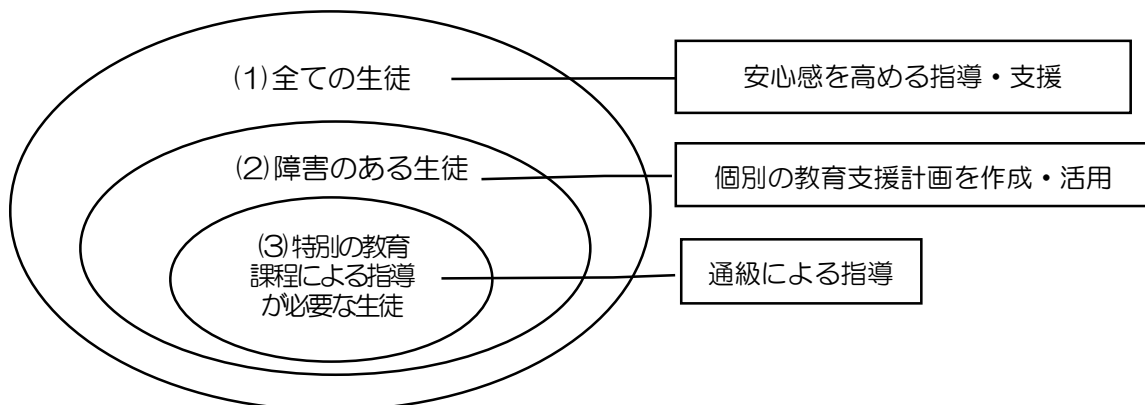 (1)全ての生徒
安心感を高める指導・支援
(2)障害のある生徒
個別の教育支援計画を作成・活用
(3)特別の教育
課程による指導
が必要な生徒
通級による指導